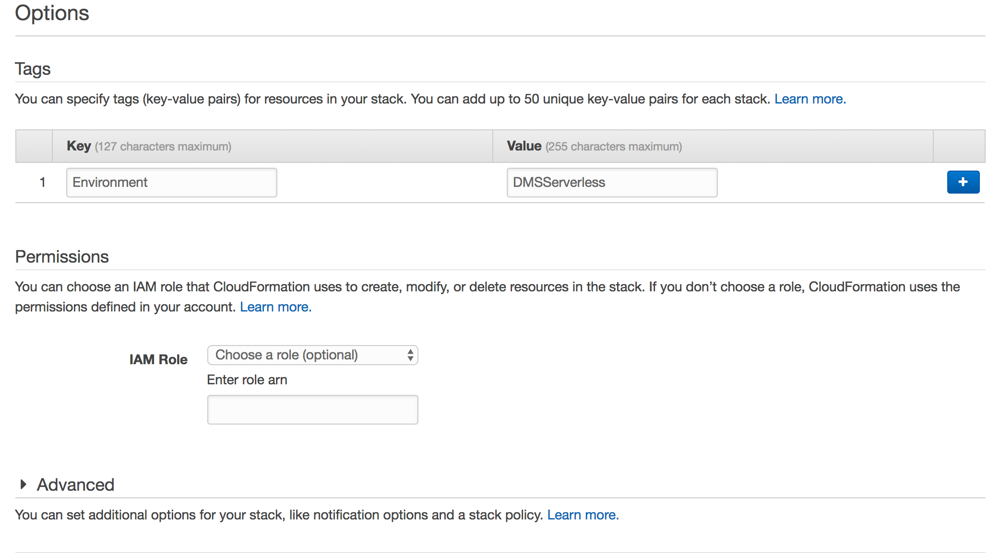 Options
Tags
You can specify tags (key-value pairs) for resources in your stack. You can add up to 50 unique key-value pairs for each stack. Learn more.
Key (127 characters maximum) Value (255 characters maximum)
1 Environment DMSServerless +
Permissions
You can choose an IAM role that CloudFormation uses to create, modify, or delete resources in the stack. If you don’t choose a role, CloudFormation uses the
permissions defined in your account. Learn more.
IAM Role Choose a role (optional)
Enter role arn
Advanced
You can set additional options for your stack, like notification options and a stack policy. Learn more.